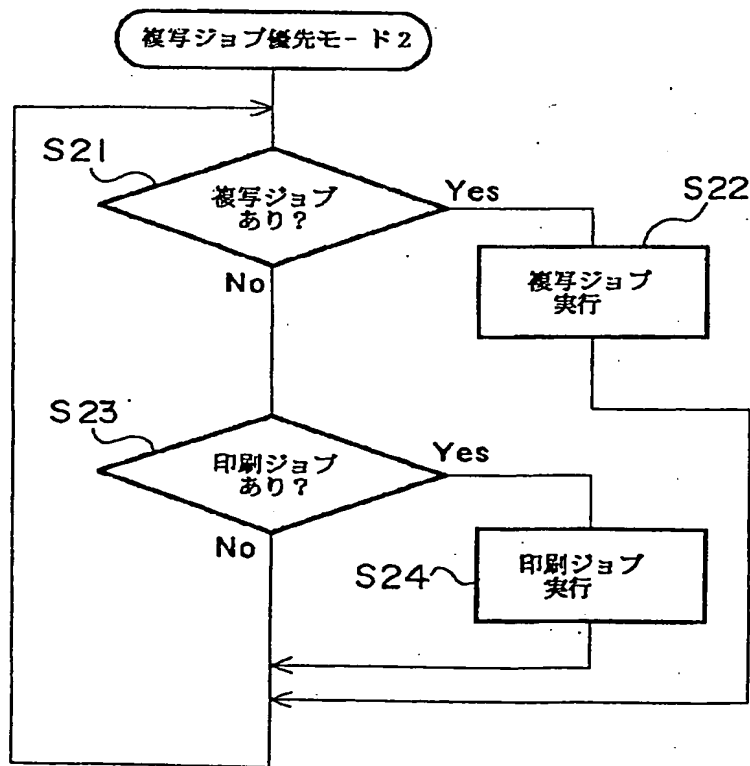 複写ジョブ優先モード2
S21
複写ジョブ
あり？
Yes
S22
複写ジョブ
実行
No
S23
印刷ジョブ
あり？
Yes
No
S24
印刷ジョブ
実行